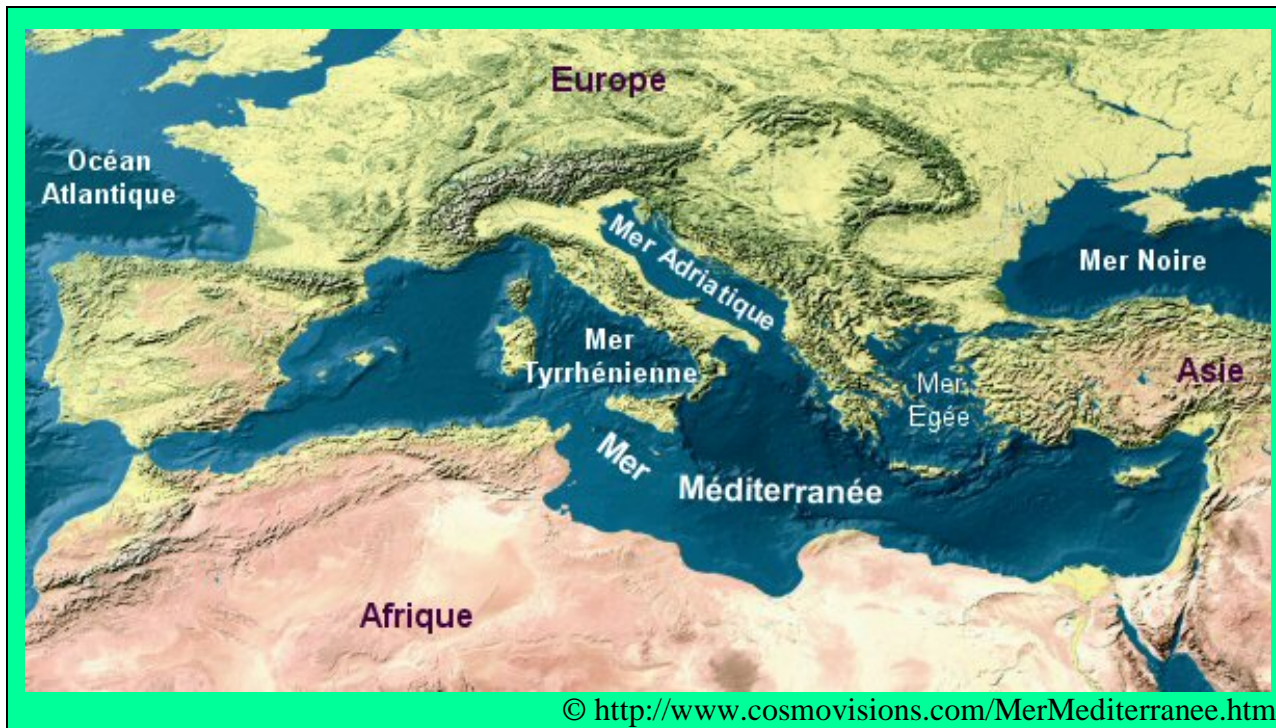 Europe
Océan
Atlantique
Mer Adriatique
Mer Noire
Mer
Tyrrhénienne
Asie
Mer
Egée
Mer
Méditerranée
Afrique
© http://www.cosmovisions.com/MerMediterranee.htm